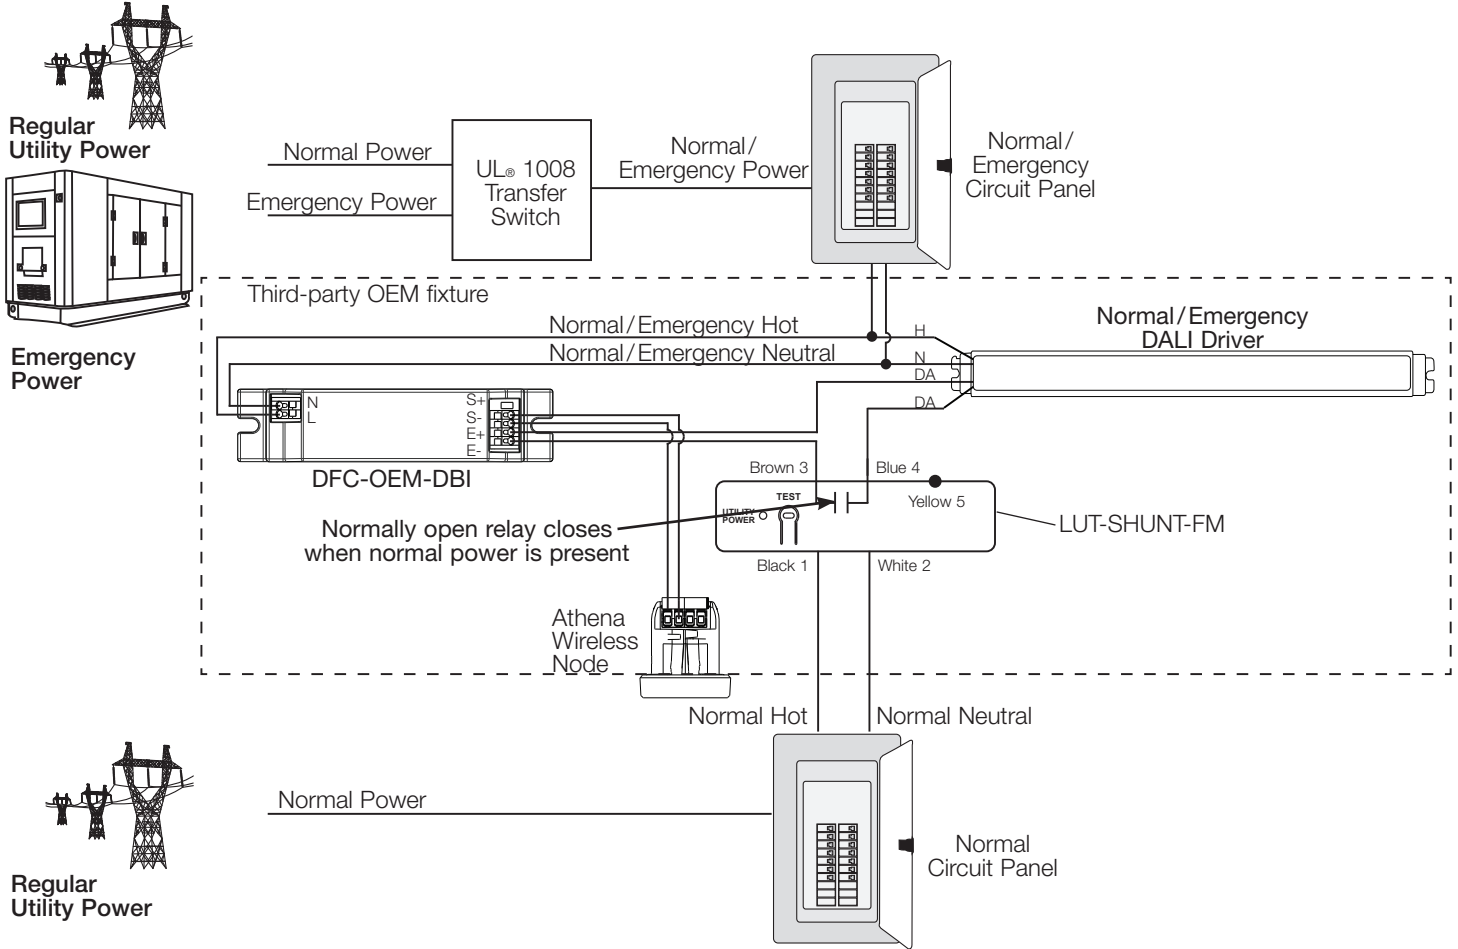 Regular
Utility Power
Normal Power
Emergency Power
UL® 1008
Transfer
Switch
Normal/
Emergency Power
Normal/
Emergency
Circuit Panel
Emergency
Power
Third-party OEM fixture
Normal/Emergency Hot
Normal/Emergency Neutral
H
N
DA
DA
Normal/Emergency
DALI Driver
N
L
S+
S-
E+
E-
DFC-OEM-DBI
Brown 3
Blue 4
TEST
UTILITY
POWER
Yellow 5
LUT-SHUNT-FM
Normally open relay closes
when normal power is present
Black 1
White 2
Athena
Wireless
Node
Normal Hot
Normal Neutral
Normal Power
Normal
Circuit Panel
Regular
Utility Power